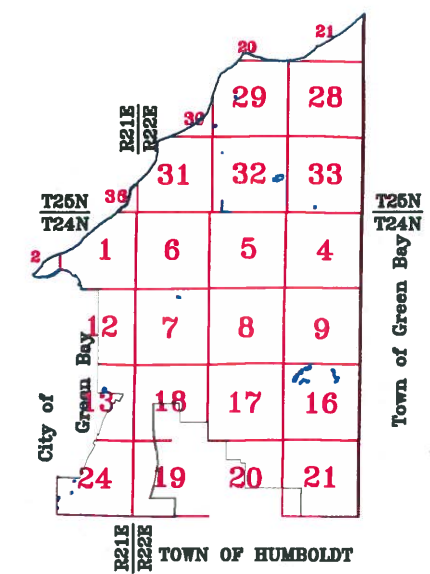 21
20
29 28
30
R21E
R22E
31 32 33
36
T25N
T24N
T25N
T24N
2 1 6 5 4
12 7 8 9
City of
Green Bay
Town of Green Bay
13 18 17 16
24 19 20 21
R21E
R22E
TOWN OF HUMBOLDT